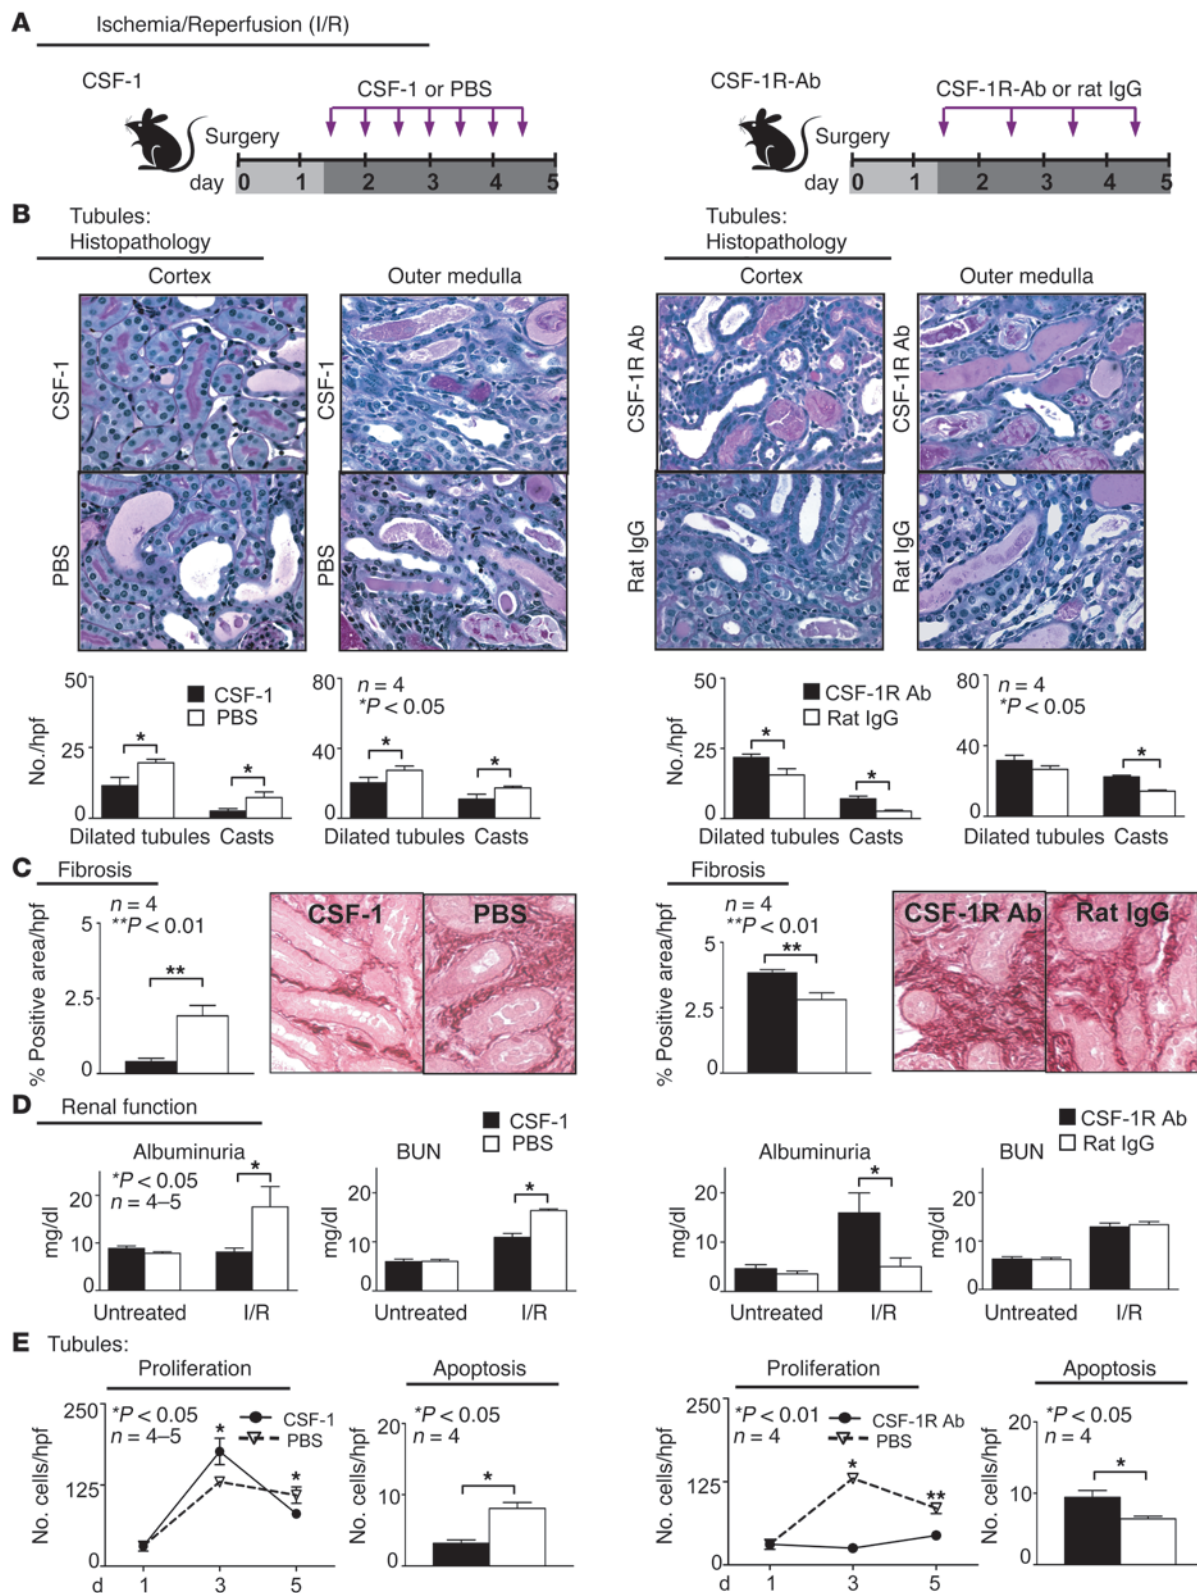 A Ischemia/Reperfusion (I/R)
CSF-1
CSF-1 or PBS
Surgery
day 0 1 2 3 4 5
CSF-1R-Ab
CSF-1R-Ab or rat IgG
Surgery
day 0 1 2 3 4 5
B Tubules:
Histopathology
Cortex Outer medulla
CSF-1 CSF-1
PBS PBS
Tubules:
Histopathology
Cortex Outer medulla
CSF-1R Ab CSF-1R Ab
Rat IgG Rat IgG
No./hpf
50
25
0
CSF-1
PBS
*
*
Dilated tubules Casts
80
40
0
n = 4
*P < 0.05
*
*
Dilated tubules Casts
No./hpf
50
25
0
CSF-1R Ab
Rat IgG
*
*
Dilated tubules Casts
80
40
0
n = 4
*P < 0.05
*
Dilated tubules Casts
C Fibrosis
% Positive area/hpf
n = 4
**P < 0.01
5
2.5
0
**
CSF-1 PBS
Fibrosis
% Positive area/hpf
n = 4
**P < 0.01
5
2.5
0
**
CSF-1R Ab Rat IgG
D Renal function
CSF-1
PBS
Albuminuria
mg/dl
*P < 0.05
n = 4–5
20
10
0
*
Untreated I/R
BUN
mg/dl
20
10
0
*
Untreated I/R
CSF-1R Ab
Rat IgG
Albuminuria
mg/dl
20
10
0
*
Untreated I/R
BUN
mg/dl
20
10
0
Untreated I/R
E Tubules:
Proliferation
No. cells/hpf
250
125
0
*P < 0.05
n = 4–5
CSF-1
PBS
*
*
d 1 3 5
Apoptosis
No. cells/hpf
20
10
0
*P < 0.05
n = 4
*
Proliferation
No. cells/hpf
250
125
0
*P < 0.01
n = 4
CSF-1R Ab
PBS
*
**
d 1 3 5
Apoptosis
No. cells/hpf
20
10
0
*P < 0.05
n = 4
*